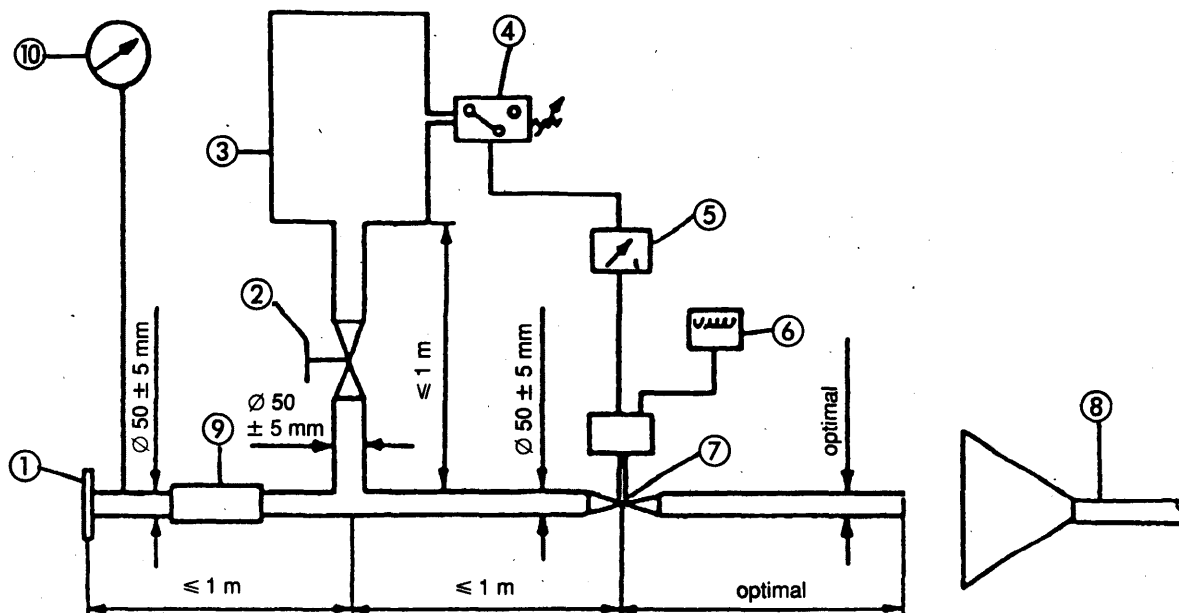 ④
⑩
③
⑤
②
⑥
Ø 50 ± 5 mm
≤ 1 m
Ø 50 ± 5 mm
optimal
Ø 50
± 5 mm
⑧
⑨
⑦
①
≤ 1 m
≤ 1 m
optimal